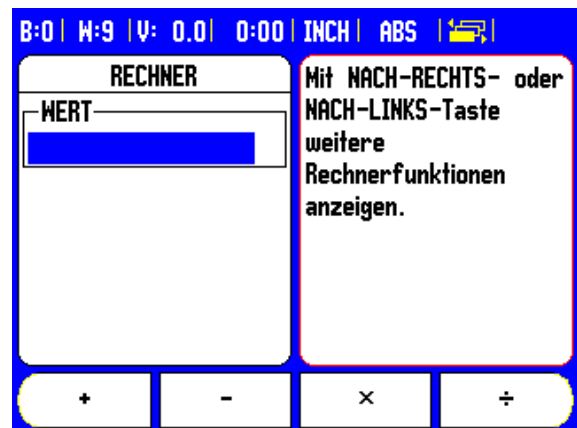 B:0| W:9 |V: 0.0| 0:00| INCH| ABS |
RECHNER
WERT
Mit NACH-RECHTS- oder
NACH-LINKS-Taste
weitere
Rechnerfunktionen
anzeigen.
+ - × ÷